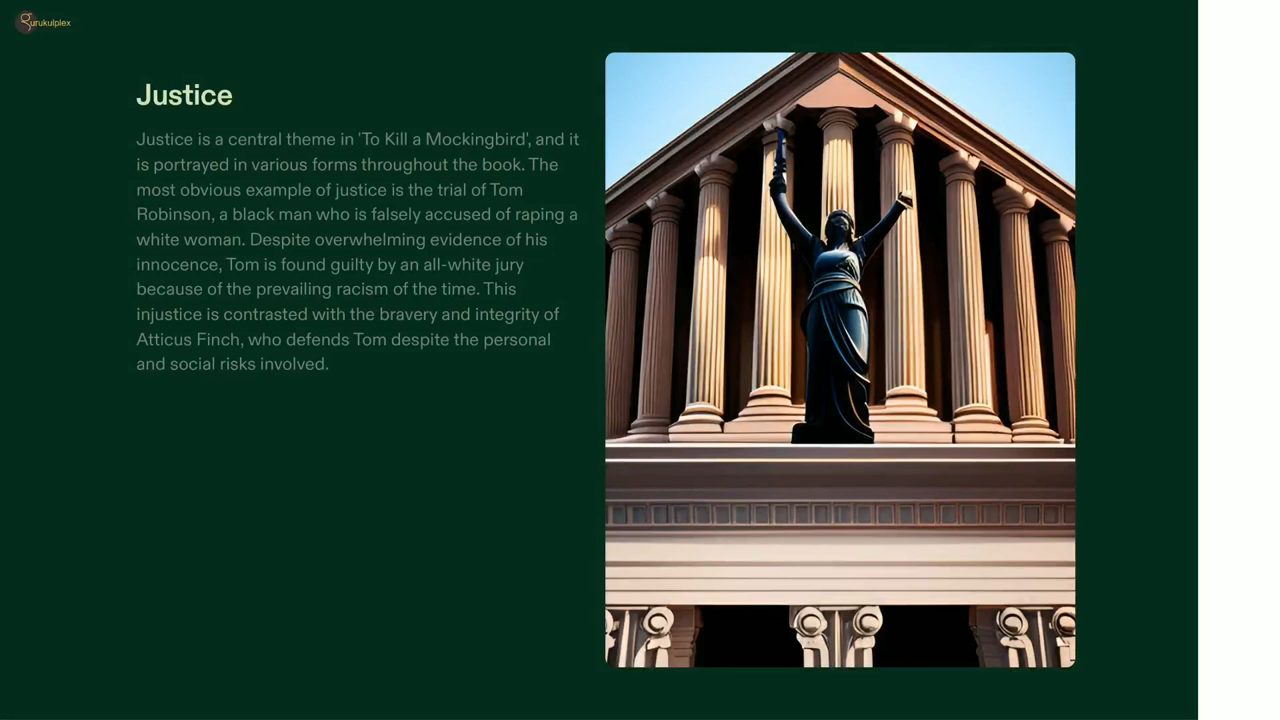 gurukulplex
Justice
Justice is a central theme in 'To Kill a Mockingbird', and it
is portrayed in various forms throughout the book. The
most obvious example of justice is the trial of Tom
Robinson, a black man who is falsely accused of raping a
white woman. Despite overwhelming evidence of his
innocence, Tom is found guilty by an all-white jury
because of the prevailing racism of the time. This
injustice is contrasted with the bravery and integrity of
Atticus Finch, who defends Tom despite the personal
and social risks involved.